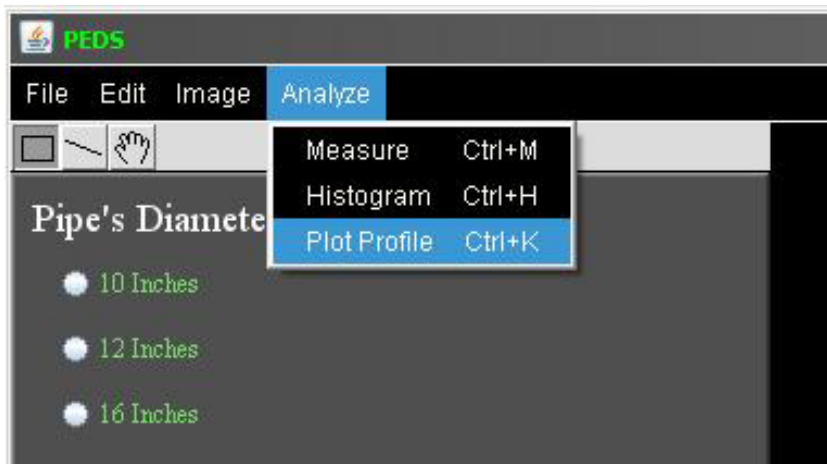 PEDS
File Edit Image Analyze
Measure Ctrl+M
Histogram Ctrl+H
Plot Profile Ctrl+K
Pipe's Diamete
10 Inches
12 Inches
16 Inches